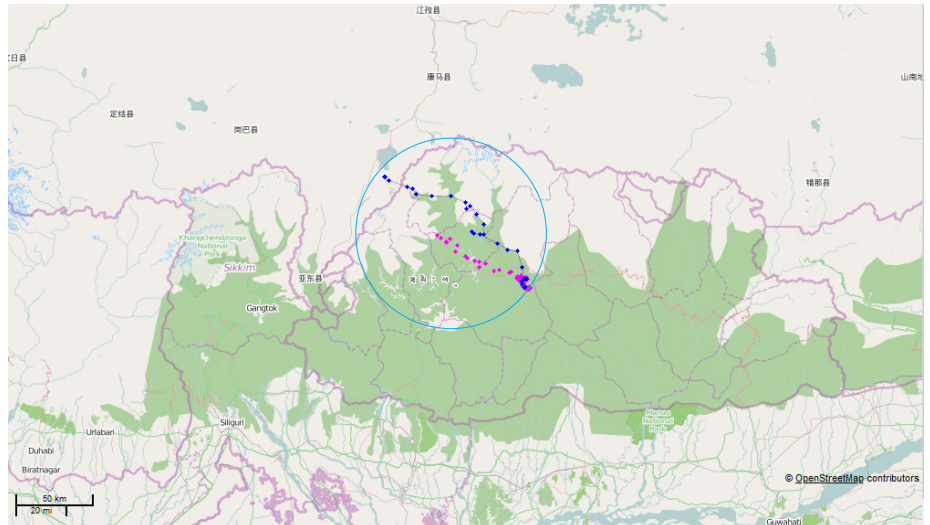 江孜县
康马县
定日县
山南地
定结县
岗巴县
错那县
Khangchendzonga
National
Park
Sikkim
亚东县
Gangtok
Siliguri
Manas
National
Park
Urlabari
Duhabi
Biratnagar
© OpenStreetMap contributors
50 km
20 mi
Guwahati